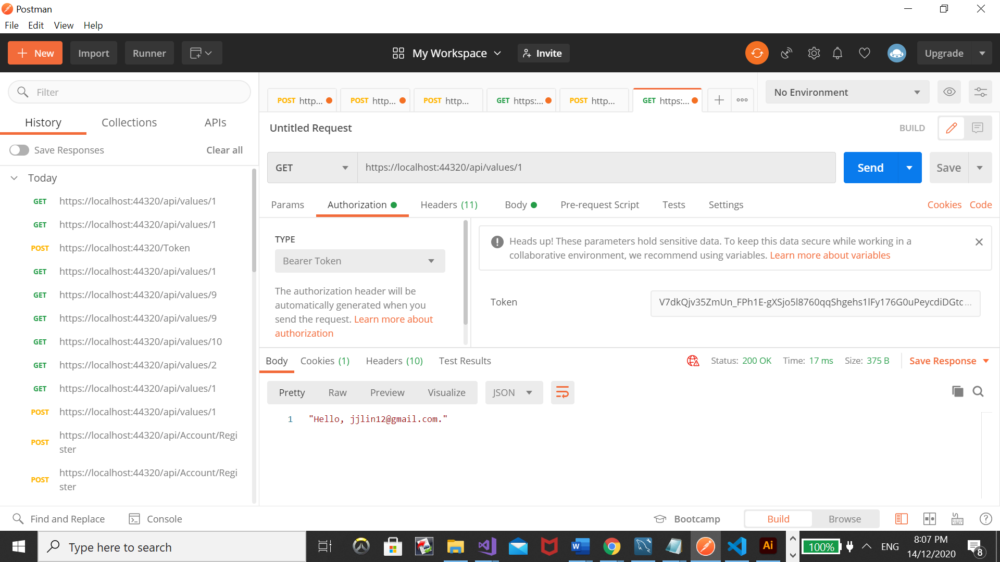 Postman
File Edit View Help
New Import Runner My Workspace Invite Upgrade
Filter
History Collections APIs
Save Responses Clear all
Today
GET https://localhost:44320/api/values/1
GET https://localhost:44320/api/values/1
POST https://localhost:44320/Token
GET https://localhost:44320/api/values/1
GET https://localhost:44320/api/values/9
GET https://localhost:44320/api/values/9
GET https://localhost:44320/api/values/10
GET https://localhost:44320/api/values/2
GET https://localhost:44320/api/values/1
POST https://localhost:44320/api/values/1
POST https://localhost:44320/api/Account/Regi
ster
POST https://localhost:44320/api/Account/Regi
ster
POST http... POST http... POST http... GET https:... POST http... GET https:...
No Environment
Untitled Request BUILD
GET https://localhost:44320/api/values/1 Send Save
Params Authorization Headers (11) Body Pre-request Script Tests Settings Cookies Code
TYPE
Bearer Token
The authorization header will be
automatically generated when you
send the request. Learn more about
authorization
Heads up! These parameters hold sensitive data. To keep this data secure while working in a
collaborative environment, we recommend using variables. Learn more about variables
Token V7dkQjv35ZmUn_FPh1E-gXSjo5l8760qqShgehs1lFy176G0uPeycdiDGtc...
Body Cookies (1) Headers (10) Test Results Status: 200 OK Time: 17 ms Size: 375 B Save Response
Pretty Raw Preview Visualize JSON
1 "Hello, jjlin12@gmail.com."
Find and Replace Console Bootcamp Build Browse
Type here to search
W
Ai
100%
ENG
8:07 PM
14/12/2020
8